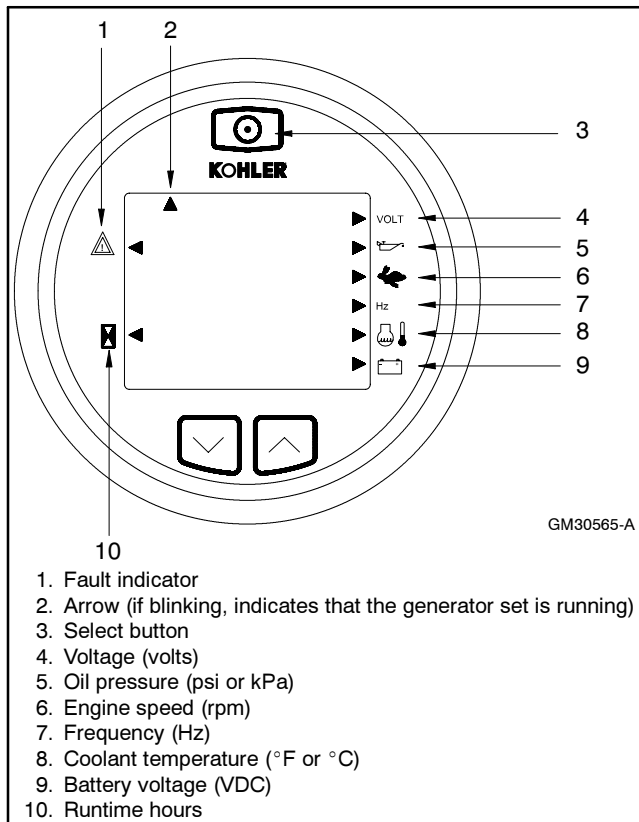 1
2
3
KOHLER
VOLT
4
5
6
Hz
7
8
9
GM30565-A
10
1. Fault indicator
2. Arrow (if blinking, indicates that the generator set is running)
3. Select button
4. Voltage (volts)
5. Oil pressure (psi or kPa)
6. Engine speed (rpm)
7. Frequency (Hz)
8. Coolant temperature (°F or °C)
9. Battery voltage (VDC)
10. Runtime hours